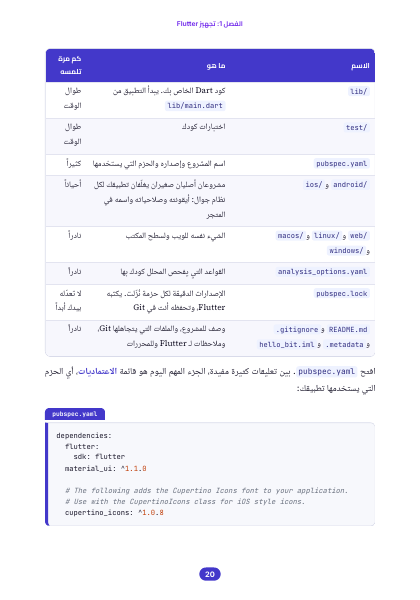 الفصل 1: تجهيز Flutter
الاسم ما هو كم مرة تلمسه
lib/ كود Dart الخاص بك. يبدأ التطبيق من lib/main.dart طوال الوقت
test/ اختبارات كودك طوال الوقت
pubspec.yaml اسم المشروع وإصداره والحزم التي يستخدمها كثيراً
android/ و ios/ مشروعان أصليان صغيران يغلّفان تطبيقك لكل نظام جوال: أيقونته وصلاحياته واسمه في المتجر أحياناً
web/ و linux/ و macos/ و windows/ الشيء نفسه للويب ولسطح المكتب نادراً
analysis_options.yaml القواعد التي يفحص المحلل كودك بها نادراً
pubspec.lock الإصدارات الدقيقة لكل حزمة نُزّلت. يكتبه Flutter، وتحفظه أنت في Git لا تعدّله بيدك أبداً
README.md و .gitignore و .metadata و hello_bit.iml وصف للمشروع، والملفات التي يتجاهلها Git، وملاحظات لـ Flutter وللمحررات نادراً
افتح pubspec.yaml. بين تعليقات كثيرة مفيدة، الجزء المهم اليوم هو قائمة الاعتماديات، أي الحزم
التي يستخدمها تطبيقك:
pubspec.yaml
dependencies:
  flutter:
    sdk: flutter
  material_ui: ^1.1.0
  # The following adds the Cupertino Icons font to your application.
  # Use with the CupertinoIcons class for iOS style icons.
  cupertino_icons: ^1.0.8
20